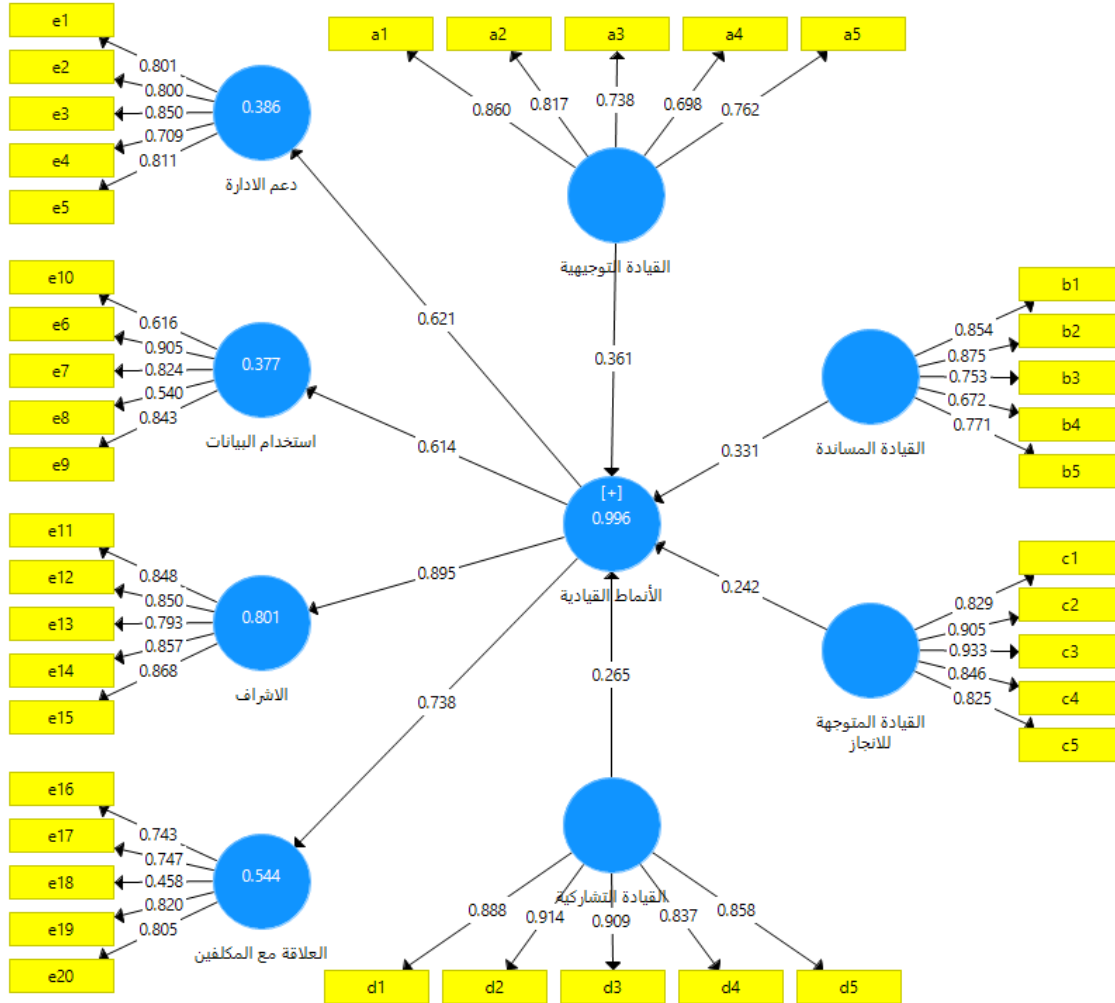 e1
e2
e3
e4
e5
0.801
0.800
0.850
0.709
0.811
0.386
دعم الادارة
a1
a2
a3
a4
a5
0.860
0.817
0.738
0.698
0.762
القيادة التوجيهية
0.621
0.361
e10
e6
e7
e8
e9
0.616
0.905
0.824
0.540
0.843
0.377
استخدام البيانات
0.614
b1
b2
b3
b4
b5
0.854
0.875
0.753
0.672
0.771
القيادة المساندة
0.331
[+]
0.996
الأنماط القيادية
e11
e12
e13
e14
e15
0.848
0.850
0.793
0.857
0.868
0.801
الاشراف
0.895
c1
c2
c3
c4
c5
0.829
0.905
0.933
0.846
0.825
القيادة المتوجهة
للانجاز
0.242
0.265
0.738
e16
e17
e18
e19
e20
0.743
0.747
0.458
0.820
0.805
0.544
العلاقة مع المكلفين
القيادة التشاركية
0.888
0.914
0.909
0.837
0.858
d1
d2
d3
d4
d5